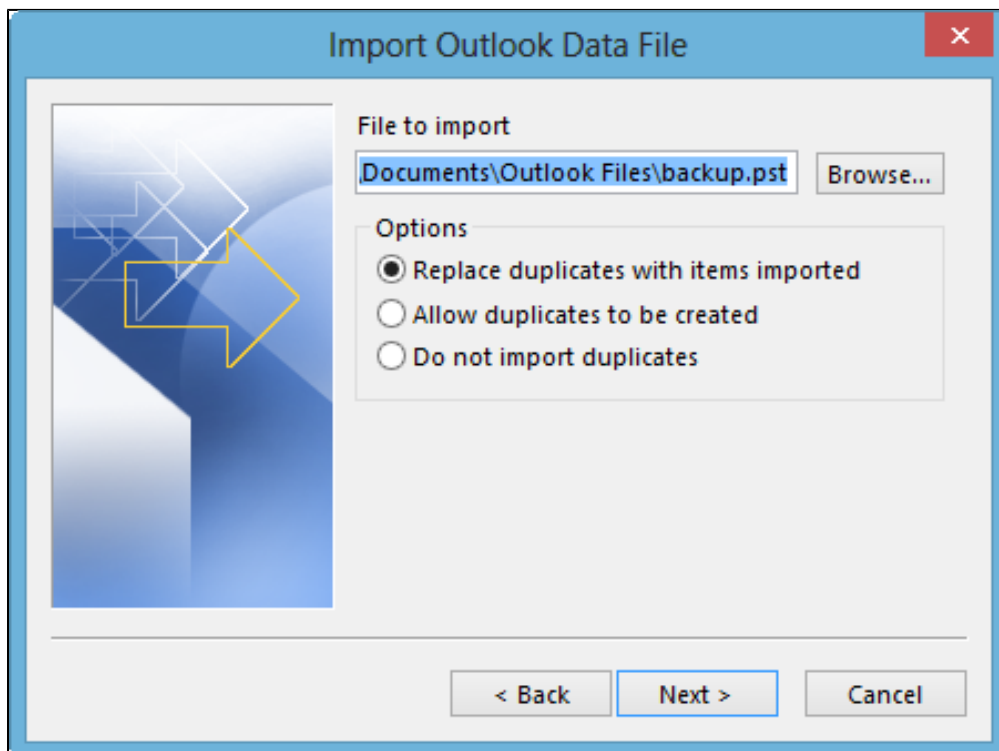 Import Outlook Data File
File to import
\Documents\Outlook Files\backup.pst
Browse...
Options
Replace duplicates with items imported
Allow duplicates to be created
Do not import duplicates
< Back
Next >
Cancel